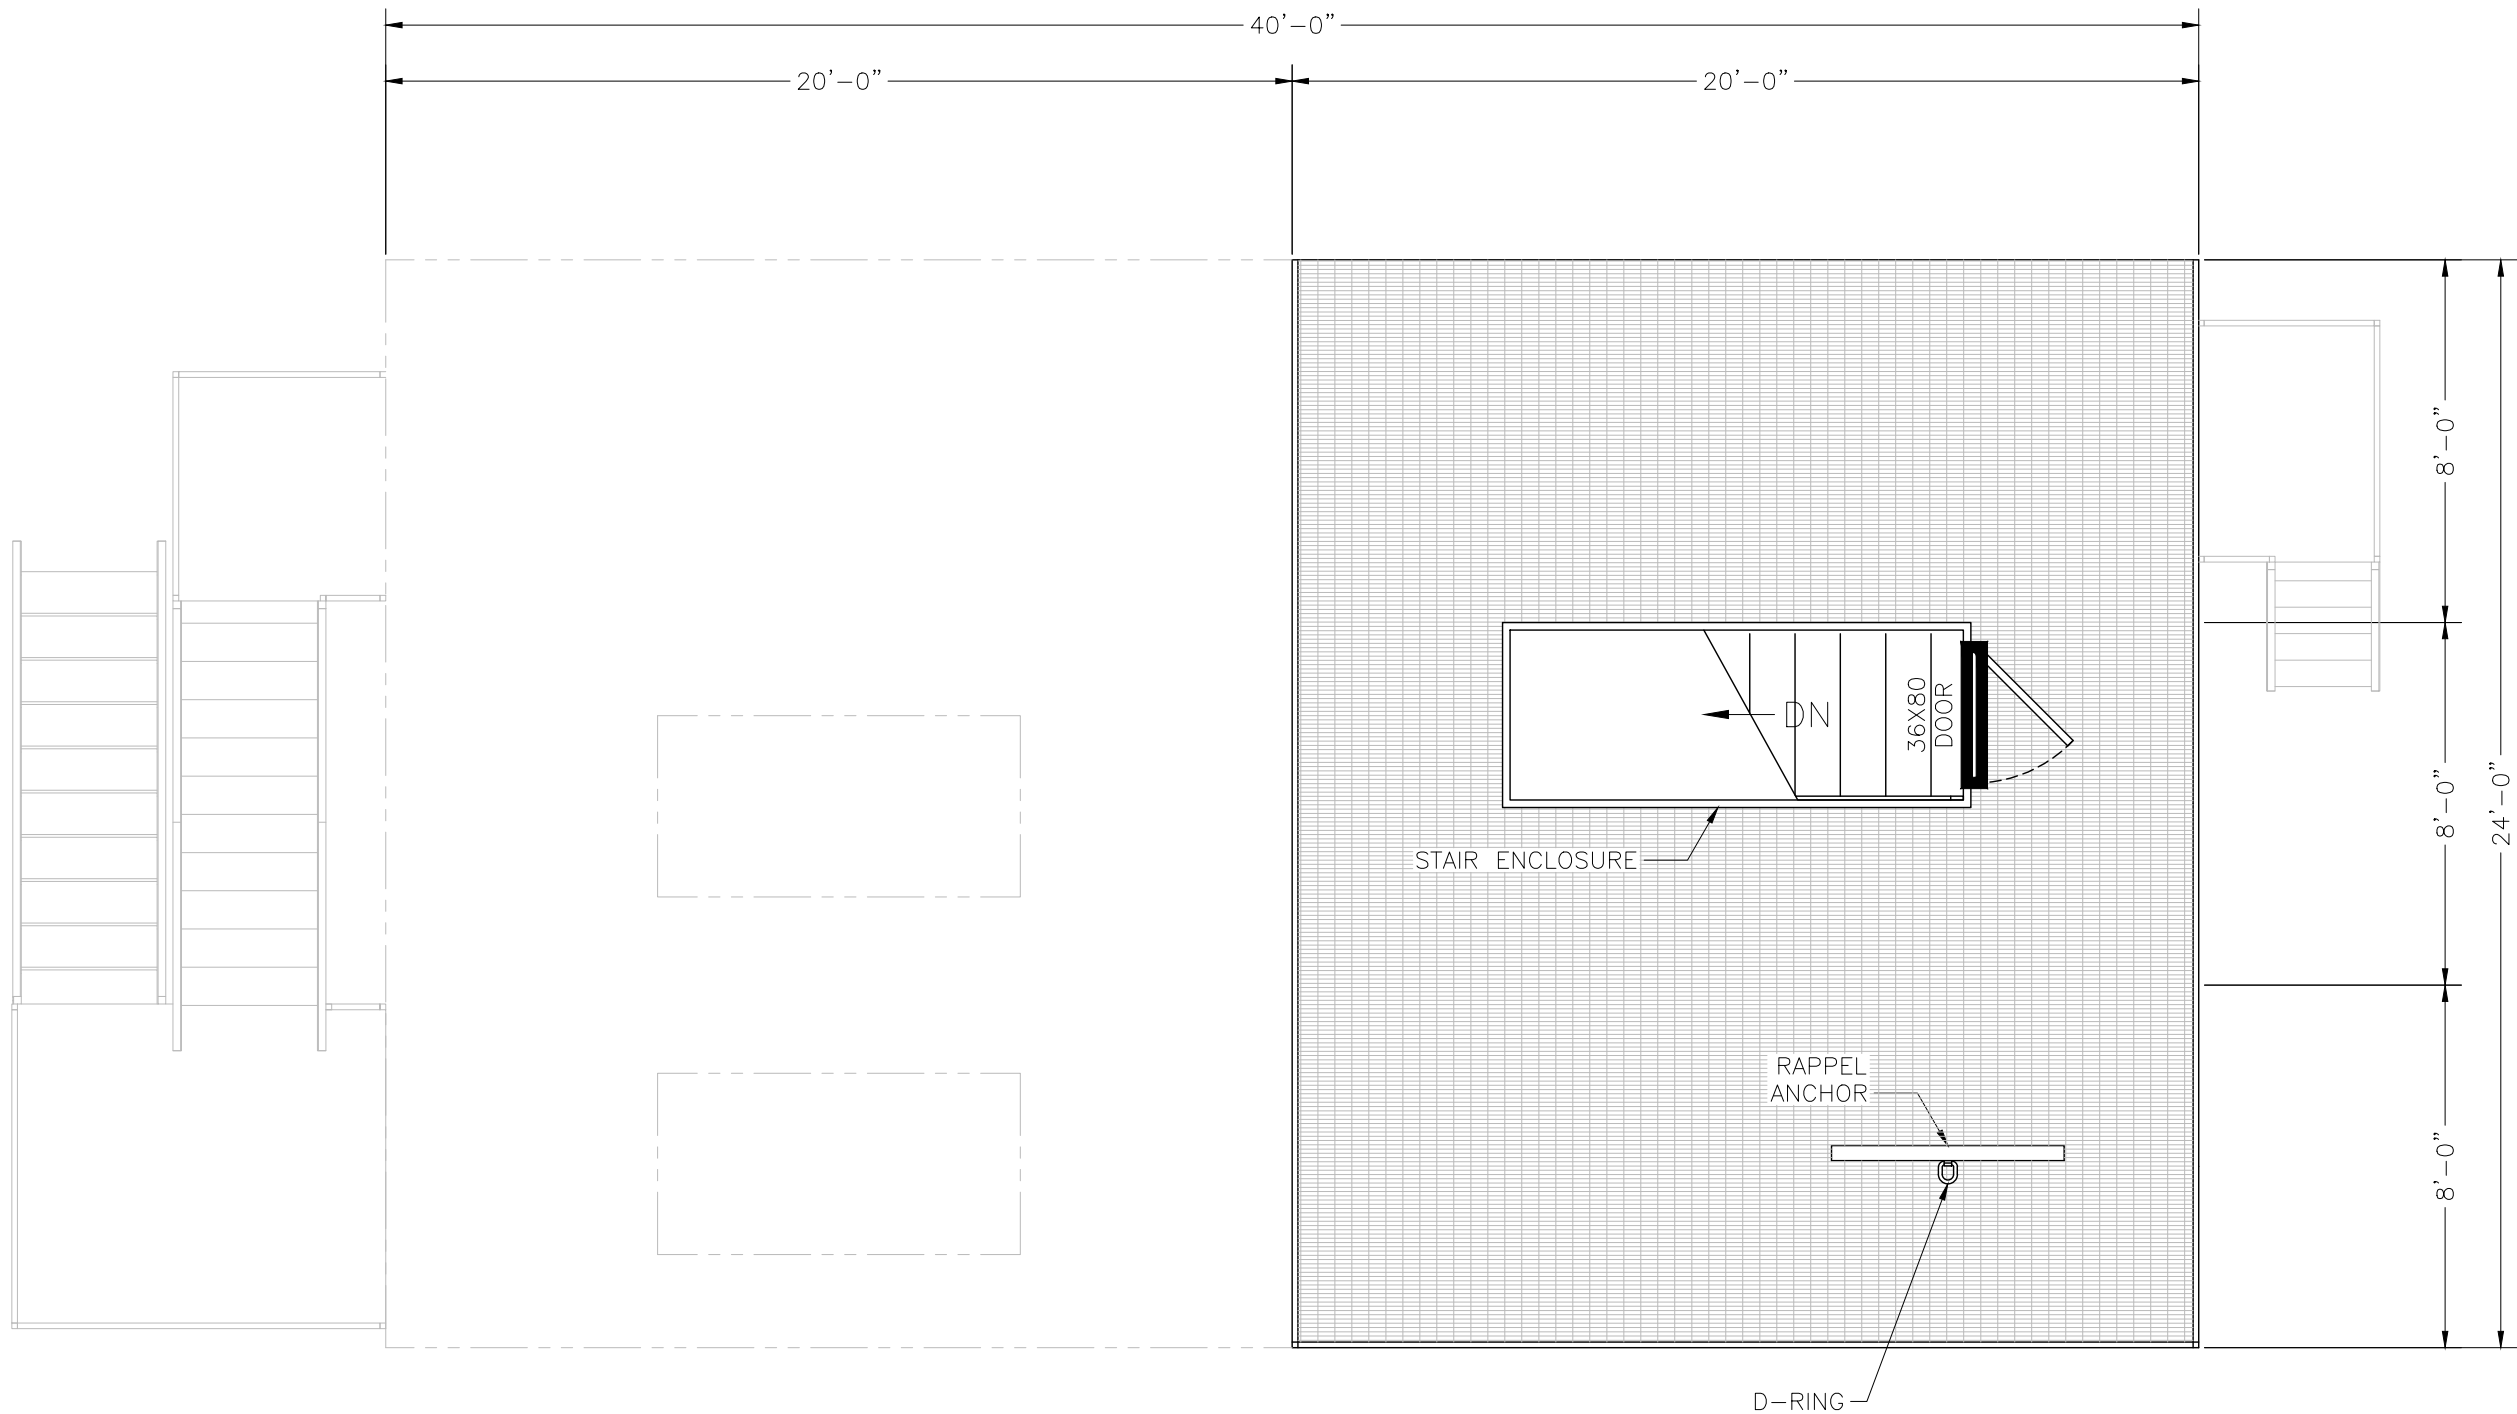 40'-0"
20'-0"
20'-0"
8'-0"
36X80
DOOR
DN
8'-0"
24'-0"
STAIR ENCLOSURE
RAPPEL
ANCHOR
8'-0"
D-RING